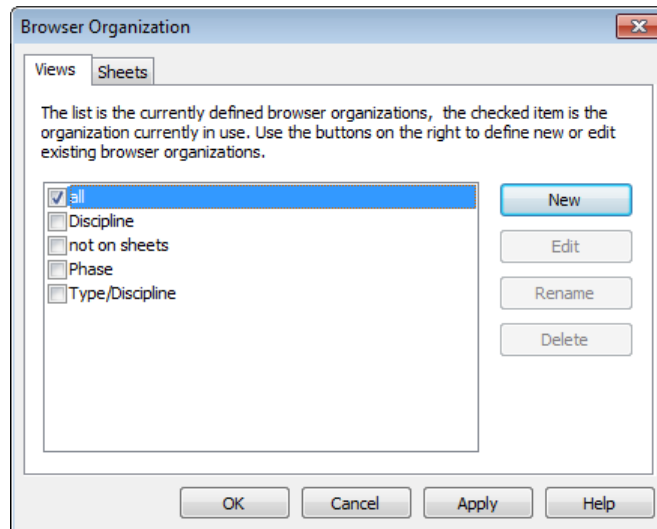 Browser Organization
Views Sheets
The list is the currently defined browser organizations, the checked item is the
organization currently in use. Use the buttons on the right to define new or edit
existing browser organizations.
all
Discipline
not on sheets
Phase
Type/Discipline
New
Edit
Rename
Delete
OK Cancel Apply Help